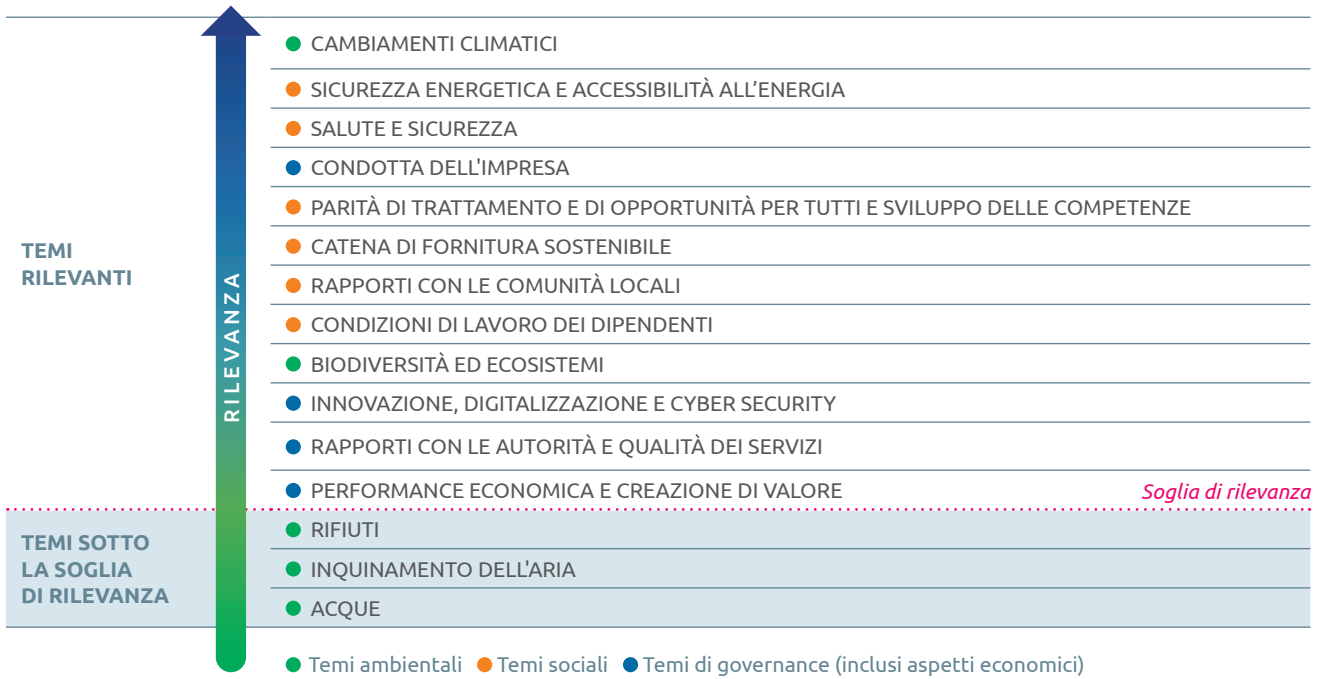 CAMBIAMENTI CLIMATICI
SICUREZZA ENERGETICA E ACCESSIBILITÀ ALL’ENERGIA
SALUTE E SICUREZZA
CONDOTTA DELL'IMPRESA
PARITÀ DI TRATTAMENTO E DI OPPORTUNITÀ PER TUTTI E SVILUPPO DELLE COMPETENZE
TEMI
RILEVANTI
RILEVANZA
CATENA DI FORNITURA SOSTENIBILE
RAPPORTI CON LE COMUNITÀ LOCALI
CONDIZIONI DI LAVORO DEI DIPENDENTI
BIODIVERSITÀ ED ECOSISTEMI
INNOVAZIONE, DIGITALIZZAZIONE E CYBER SECURITY
RAPPORTI CON LE AUTORITÀ E QUALITÀ DEI SERVIZI
PERFORMANCE ECONOMICA E CREAZIONE DI VALORE
Soglia di rilevanza
TEMI SOTTO
LA SOGLIA
DI RILEVANZA
RIFIUTI
INQUINAMENTO DELL'ARIA
ACQUE
Temi ambientali Temi sociali Temi di governance (inclusi aspetti economici)